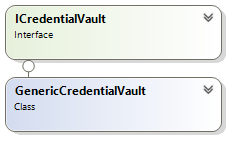 ICredentialVault
Interface
GenericCredentialVault
Class